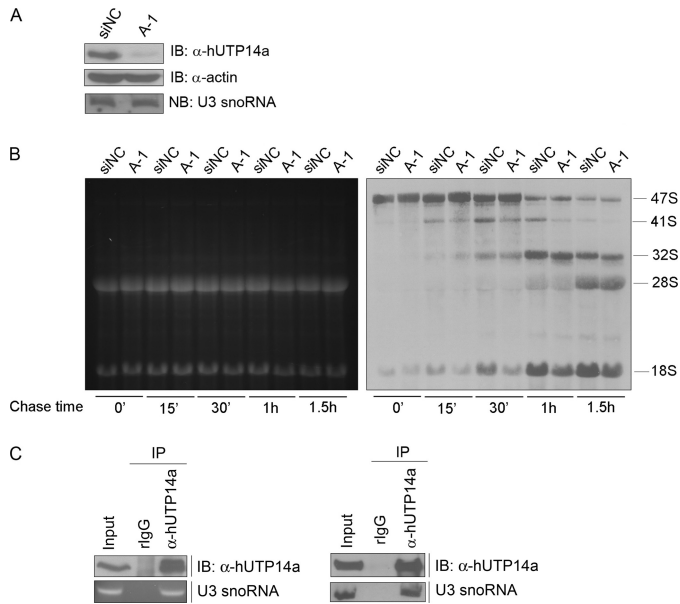 A
siNC A-1
IB: α-hUTP14a
IB: α-actin
NB: U3 snoRNA
B
siNC A-1 siNC A-1 siNC A-1 siNC A-1 siNC A-1 siNC A-1 siNC A-1 siNC A-1 siNC A-1 siNC A-1
47S
41S
32S
28S
18S
Chase time 0' 15' 30' 1h 1.5h 0' 15' 30' 1h 1.5h
C
IP IP
Input rIgG α-hUTP14a Input rIgG α-hUTP14a
IB: α-hUTP14a IB: α-hUTP14a
U3 snoRNA U3 snoRNA